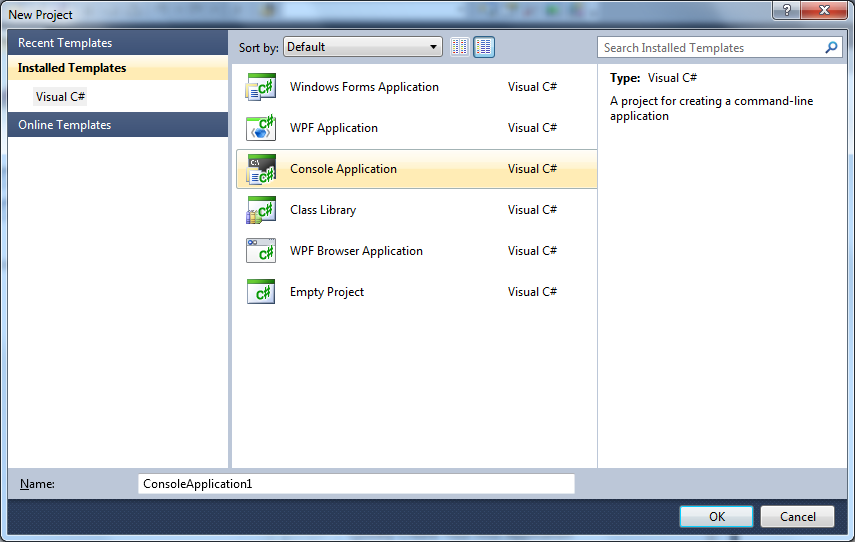 New Project
Recent Templates
Installed Templates
Visual C#
Online Templates
Sort by: Default
Search Installed Templates
Windows Forms Application Visual C#
WPF Application Visual C#
Console Application Visual C#
Class Library Visual C#
WPF Browser Application Visual C#
Empty Project Visual C#
Type: Visual C#
A project for creating a command-line
application
Name: ConsoleApplication1
OK Cancel